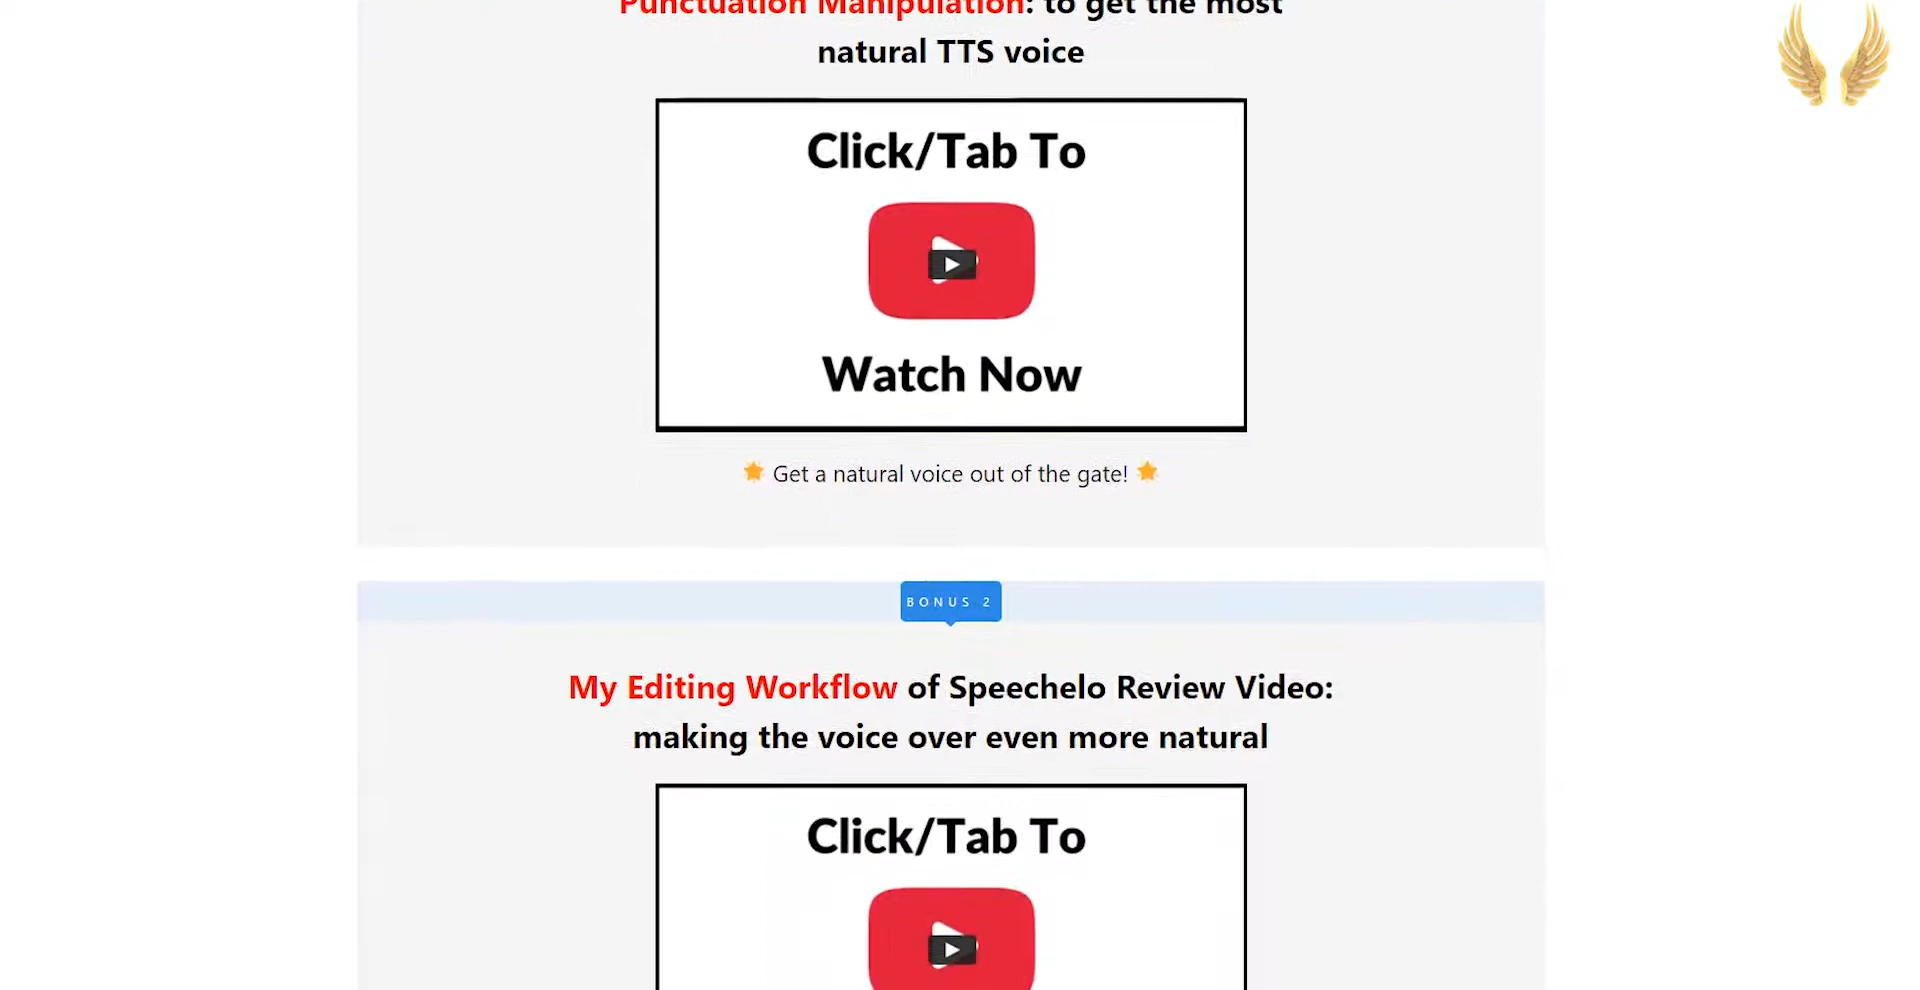 Punctuation Manipulation: to get the most
natural TTS voice
Click/Tab To
Watch Now
Get a natural voice out of the gate!
BONUS 2
My Editing Workflow of Speechelo Review Video:
making the voice over even more natural
Click/Tab To